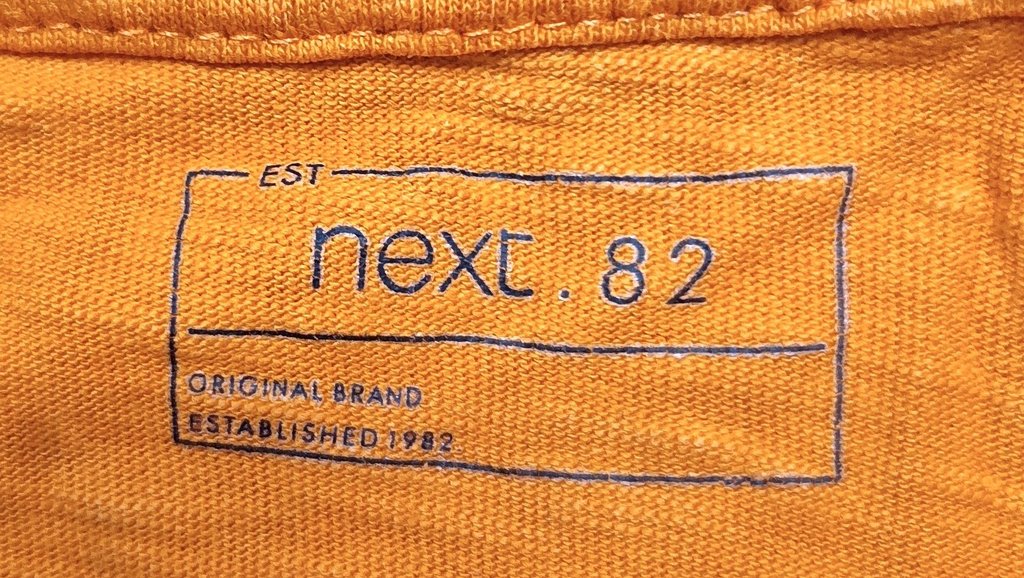 EST
next.82
ORIGINAL BRAND
ESTABLISHED 1982